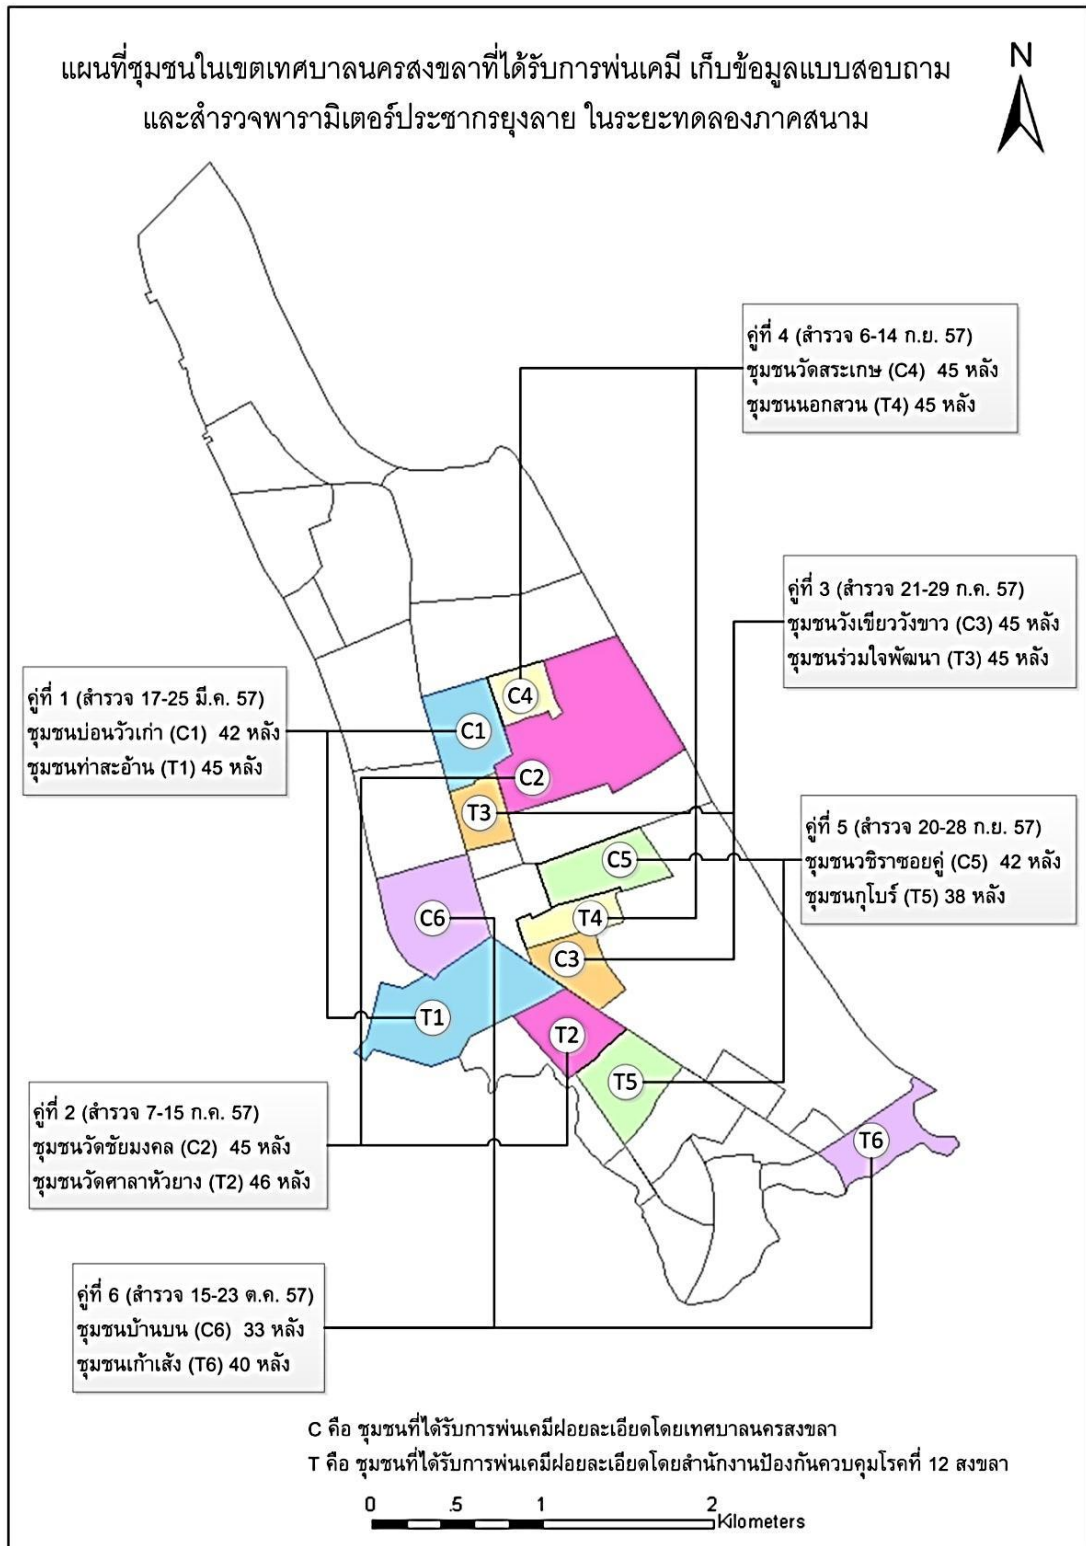 แผนที่ชุมชนในเขตเทศบาลนครสงขลาที่ได้รับการพ่นเคมี เก็บข้อมูลแบบสอบถาม
และสำรวจพารามิเตอร์ประชากรยุงลาย ในระยะทดลองภาคสนาม
N
คู่ที่ 4 (สำรวจ 6-14 ก.ย. 57)
ชุมชนวัดสระเกษ (C4) 45 หลัง
ชุมชนนอกสวน (T4) 45 หลัง
คู่ที่ 3 (สำรวจ 21-29 ก.ค. 57)
ชุมชนวังเขียววังขาว (C3) 45 หลัง
ชุมชนร่วมใจพัฒนา (T3) 45 หลัง
คู่ที่ 1 (สำรวจ 17-25 มี.ค. 57)
ชุมชนบ่อนวัวเก่า (C1) 42 หลัง
ชุมชนท่าสะอ้าน (T1) 45 หลัง
C4
C1
C2
T3
คู่ที่ 5 (สำรวจ 20-28 ก.ย. 57)
ชุมชนวชิราซอยคู่ (C5) 42 หลัง
ชุมชนกุโบร์ (T5) 38 หลัง
C5
C6
T4
C3
T1
T2
T5
T6
คู่ที่ 2 (สำรวจ 7-15 ก.ค. 57)
ชุมชนวัดชัยมงคล (C2) 45 หลัง
ชุมชนวัดศาลาหัวยาง (T2) 46 หลัง
คู่ที่ 6 (สำรวจ 15-23 ต.ค. 57)
ชุมชนบ้านบน (C6) 33 หลัง
ชุมชนเก้าเส้ง (T6) 40 หลัง
C คือ ชุมชนที่ได้รับการพ่นเคมีฝอยละเอียดโดยเทศบาลนครสงขลา
T คือ ชุมชนที่ได้รับการพ่นเคมีฝอยละเอียดโดยสำนักงานป้องกันควบคุมโรคที่ 12 สงขลา
0 .5 1 2
Kilometers